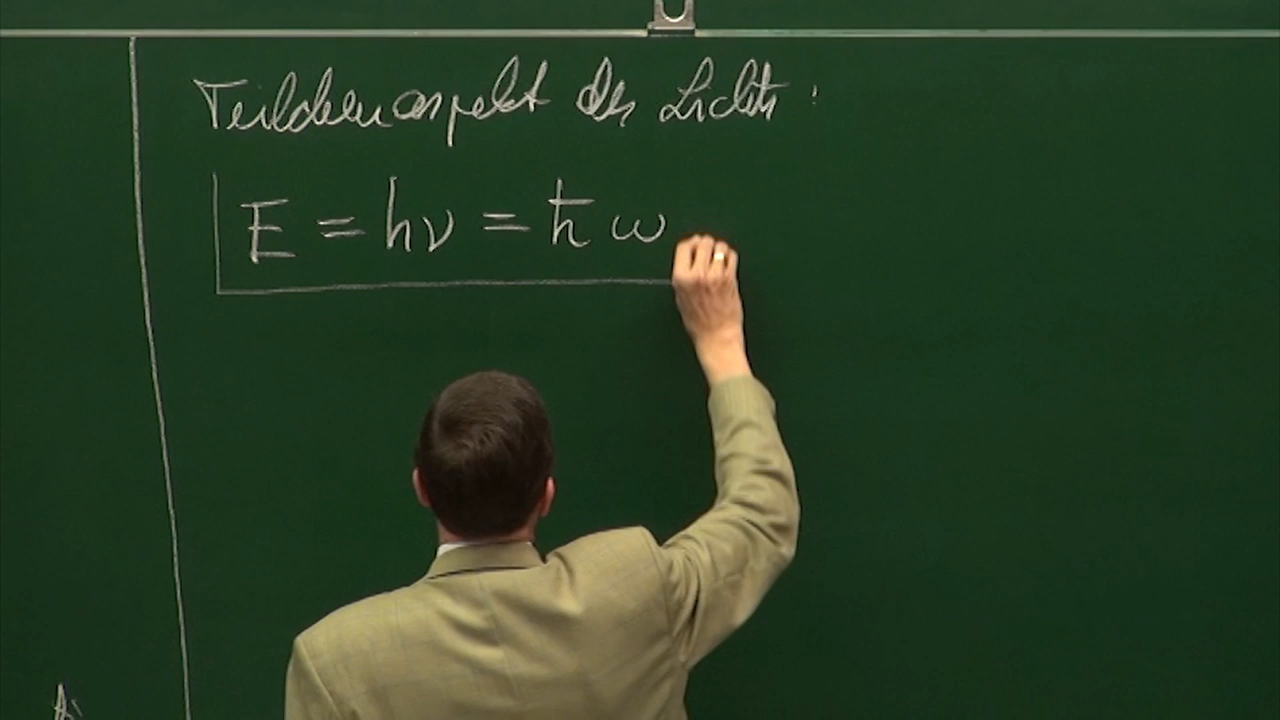 Teilchenaspekt des Lichts :
E = hν = ħω